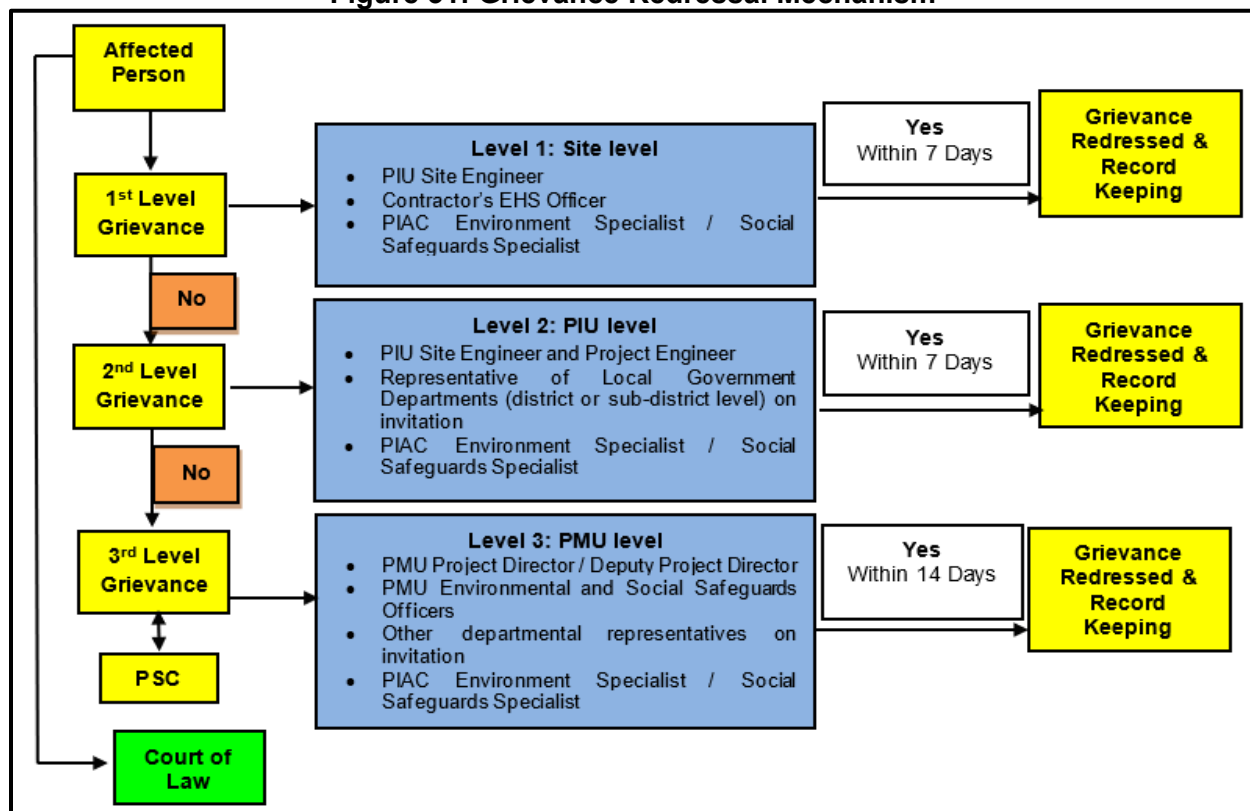 Figure Grievance Redressal Mechanism
Affected
Person
1st Level
Grievance
Level 1: Site level
• PIU Site Engineer
• Contractor's EHS Officer
• PIAC Environment Specialist / Social
Safeguards Specialist
Yes
Within 7 Days
Grievance
Redressed &
Record
Keeping
No
2nd Level
Grievance
Level 2: PIU level
• PIU Site Engineer and Project Engineer
• Representative of Local Government
Departments (district or sub-district level) on
invitation
• PIAC Environment Specialist / Social
Safeguards Specialist
Yes
Within 7 Days
Grievance
Redressed &
Record
Keeping
No
3rd Level
Grievance
Level 3: PMU level
• PMU Project Director / Deputy Project Director
• PMU Environmental and Social Safeguards
Officers
• Other departmental representatives on
invitation
• PIAC Environment Specialist / Social
Safeguards Specialist
Yes
Within 14 Days
Grievance
Redressed &
Record
Keeping
PSC
Court of
Law